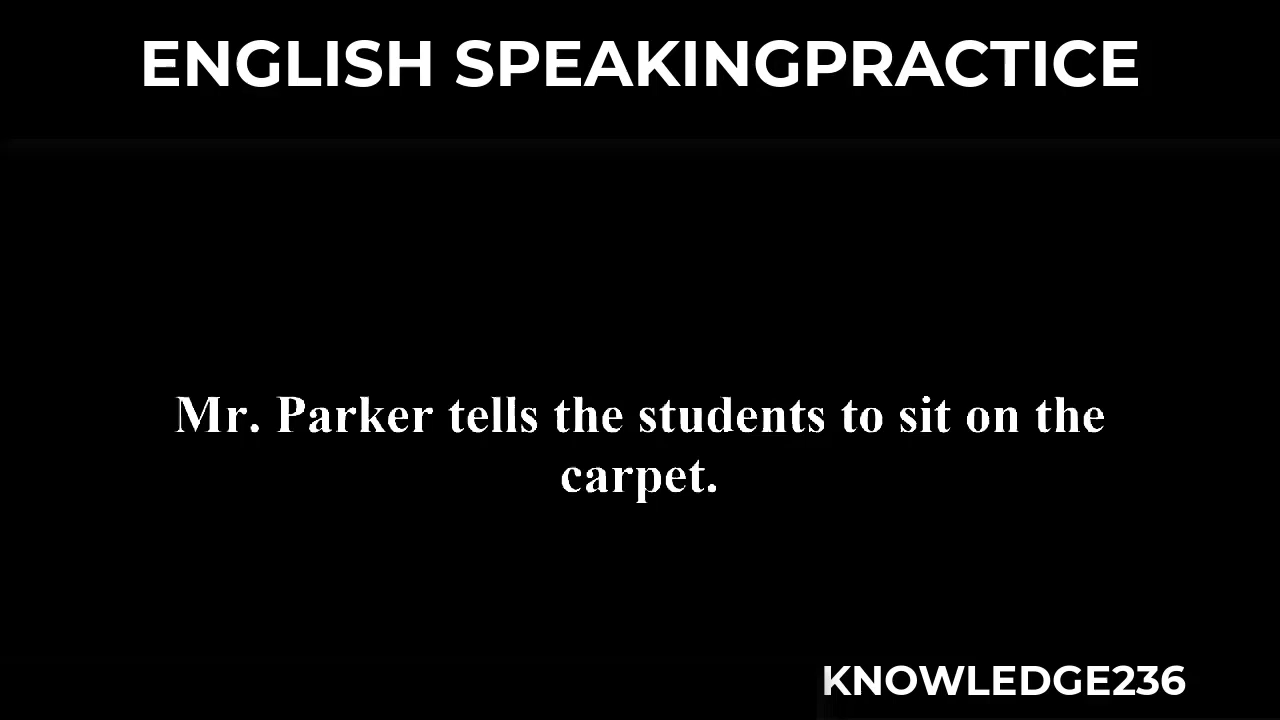 ENGLISH SPEAKINGPRACTICE
Mr. Parker tells the students to sit on the
carpet.
KNOWLEDGE236